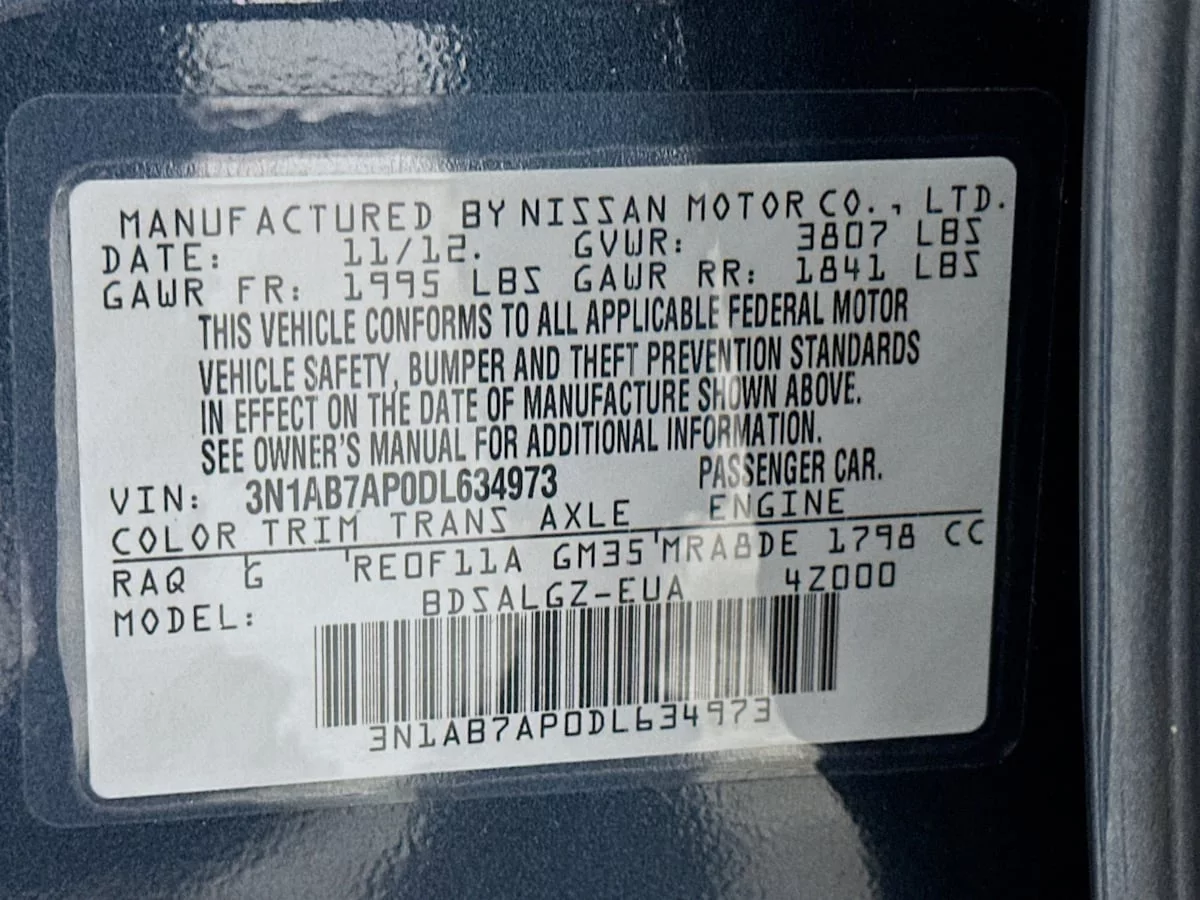 MANUFACTURED BY NISSAN MOTOR CO., LTD.
DATE: 11/12. GVWR: 3807 LBS
GAWR FR: 1995 LBS GAWR RR: 1841 LBS
THIS VEHICLE CONFORMS TO ALL APPLICABLE FEDERAL MOTOR
VEHICLE SAFETY, BUMPER AND THEFT PREVENTION STANDARDS
IN EFFECT ON THE DATE OF MANUFACTURE SHOWN ABOVE.
SEE OWNER'S MANUAL FOR ADDITIONAL INFORMATION.
VIN: 3N1AB7AP0DL634973 PASSENGER CAR.
COLOR TRIM TRANS AXLE ENGINE
RAQ G 'RE0F11A GM35'MRA8DE 1798 CC
MODEL: BDSALGZ-EUA 4Z000
3N1AB7AP0DL634973